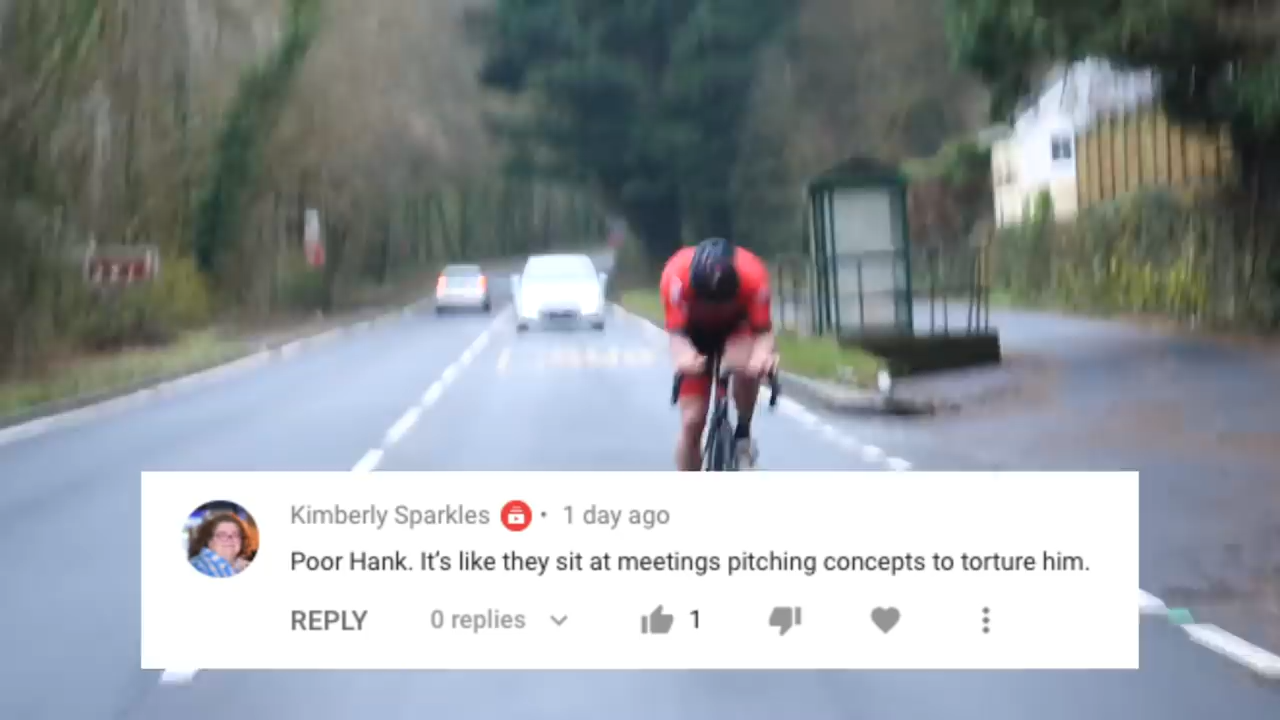 Kimberly Sparkles • 1 day ago
Poor Hank. It’s like they sit at meetings pitching concepts to torture him.
REPLY 0 replies 1